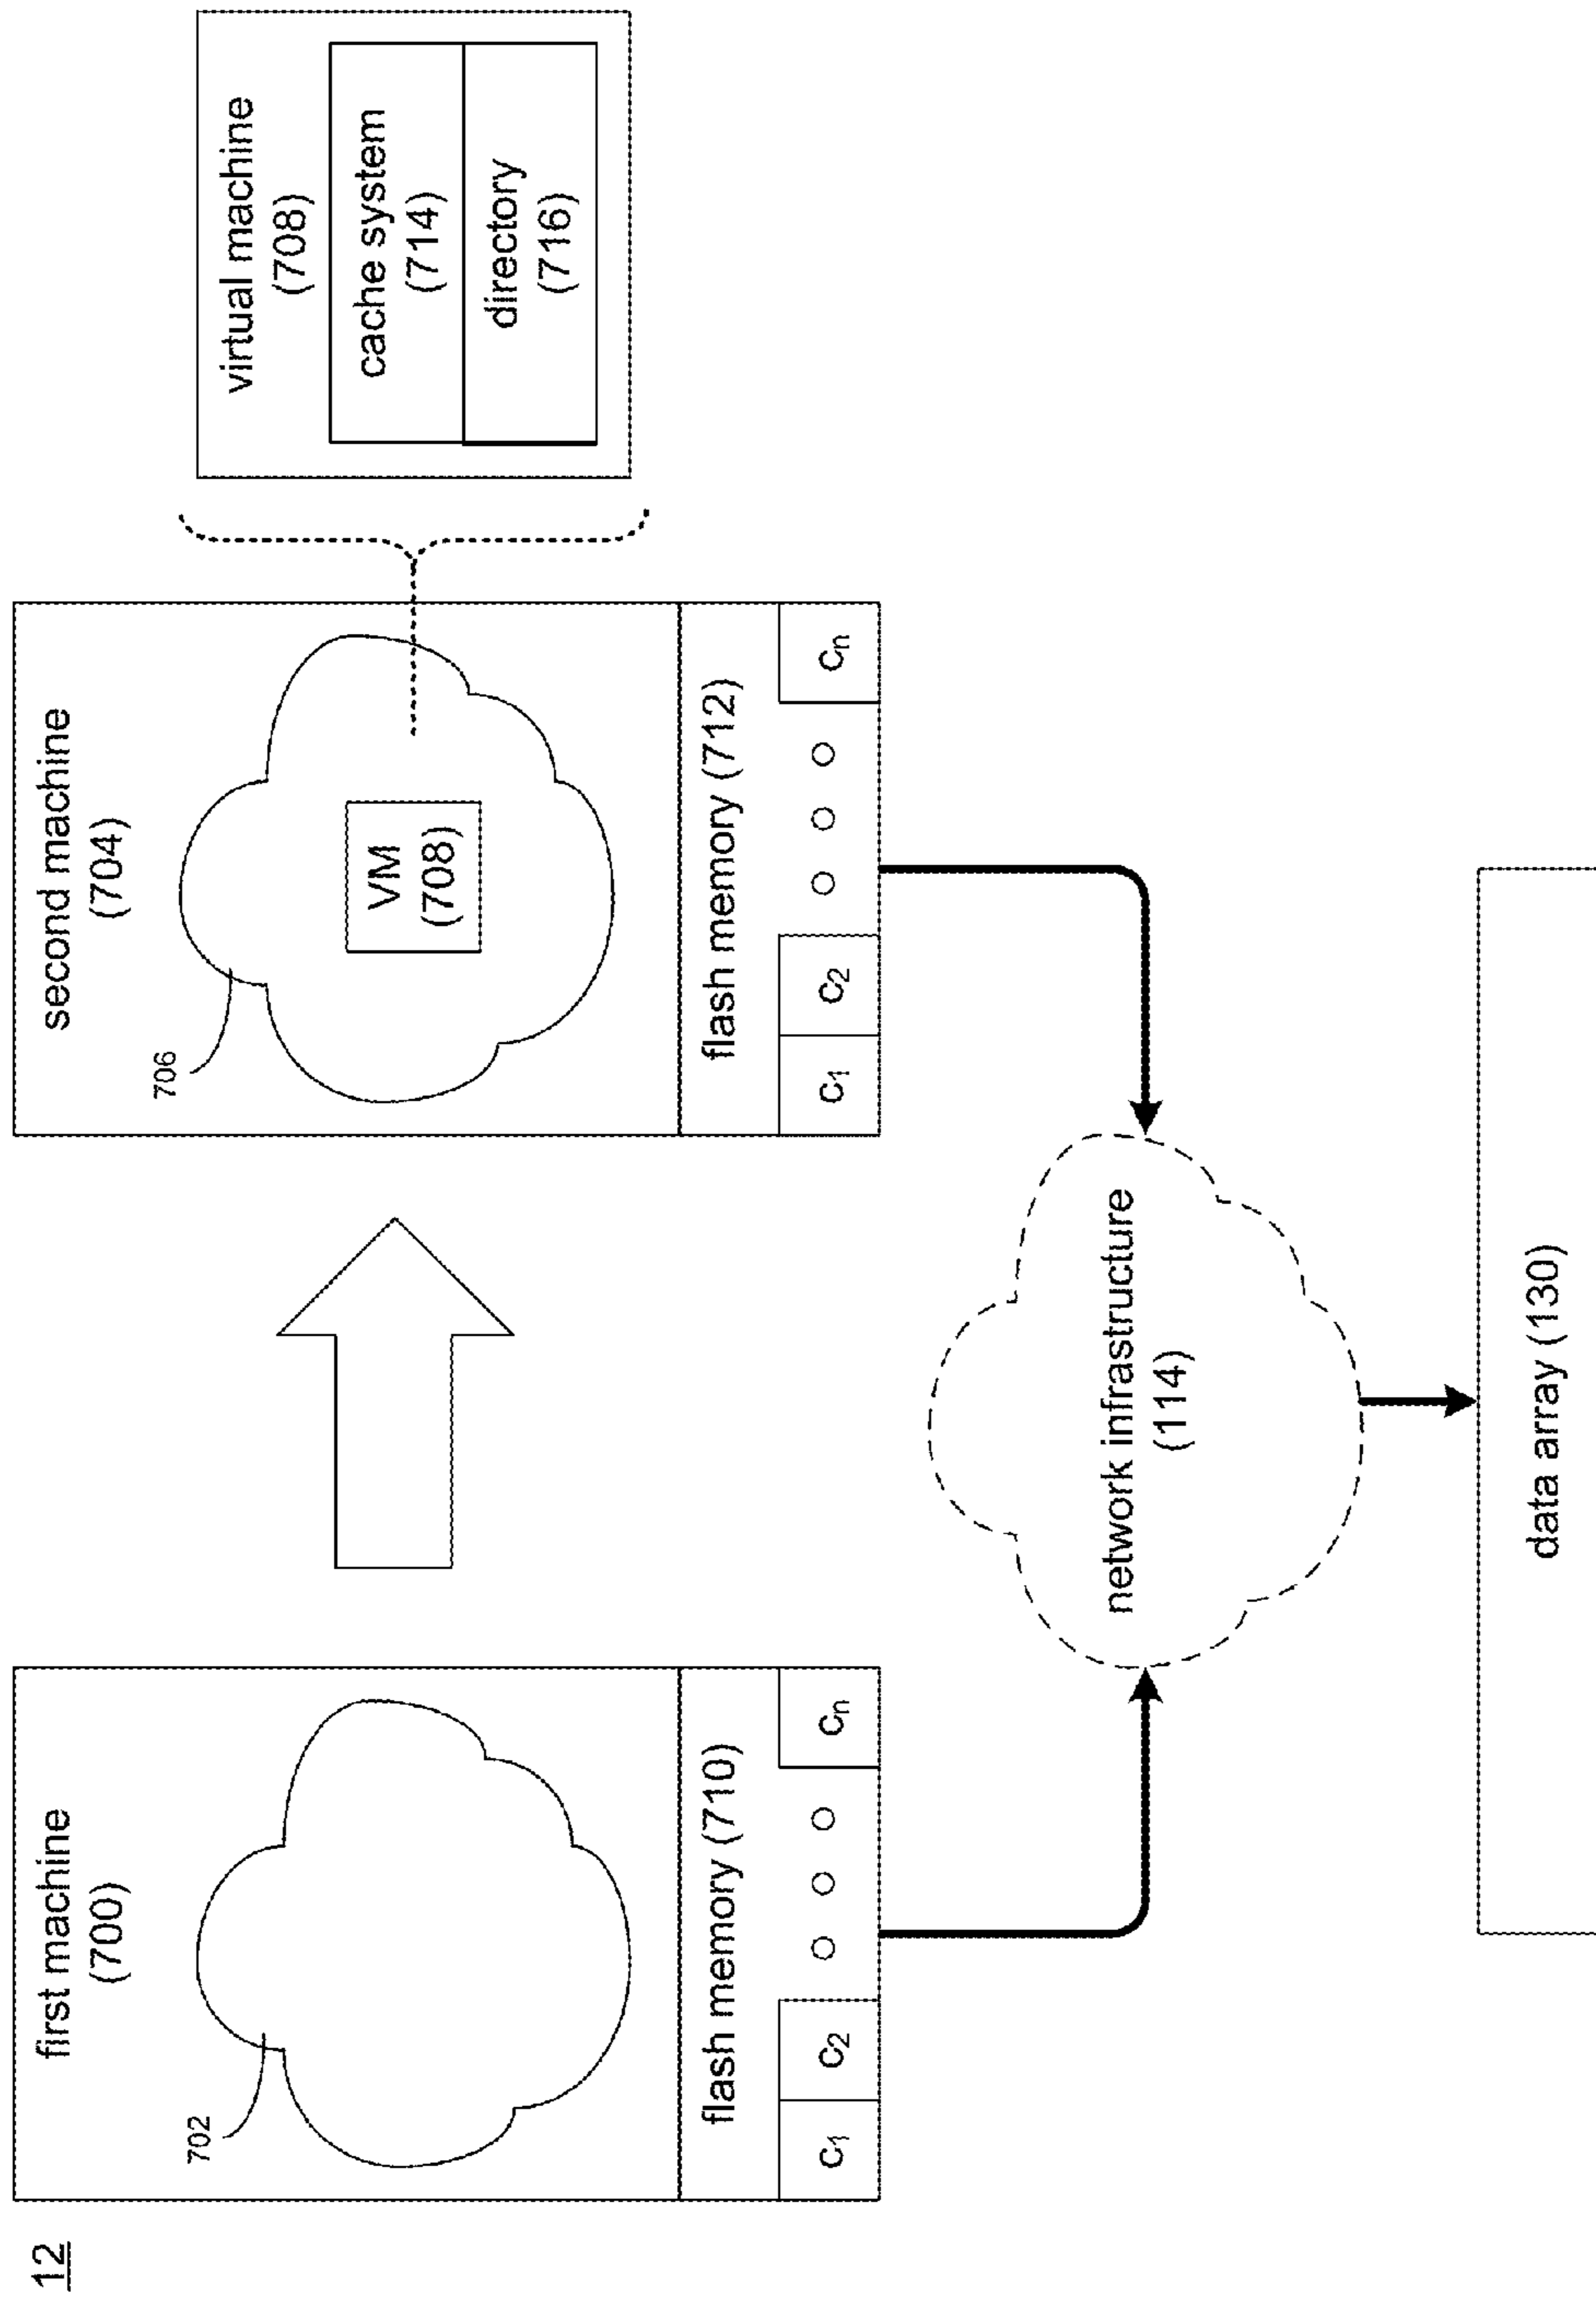 12
first machine
(700)
702
flash memory (710)
c1
c2
cn
second machine
(704)
706
VM
(708)
flash memory (712)
c1
c2
cn
virtual machine
(708)
cache system
(714)
directory
(716)
network infrastructure
(114)
data array (130)